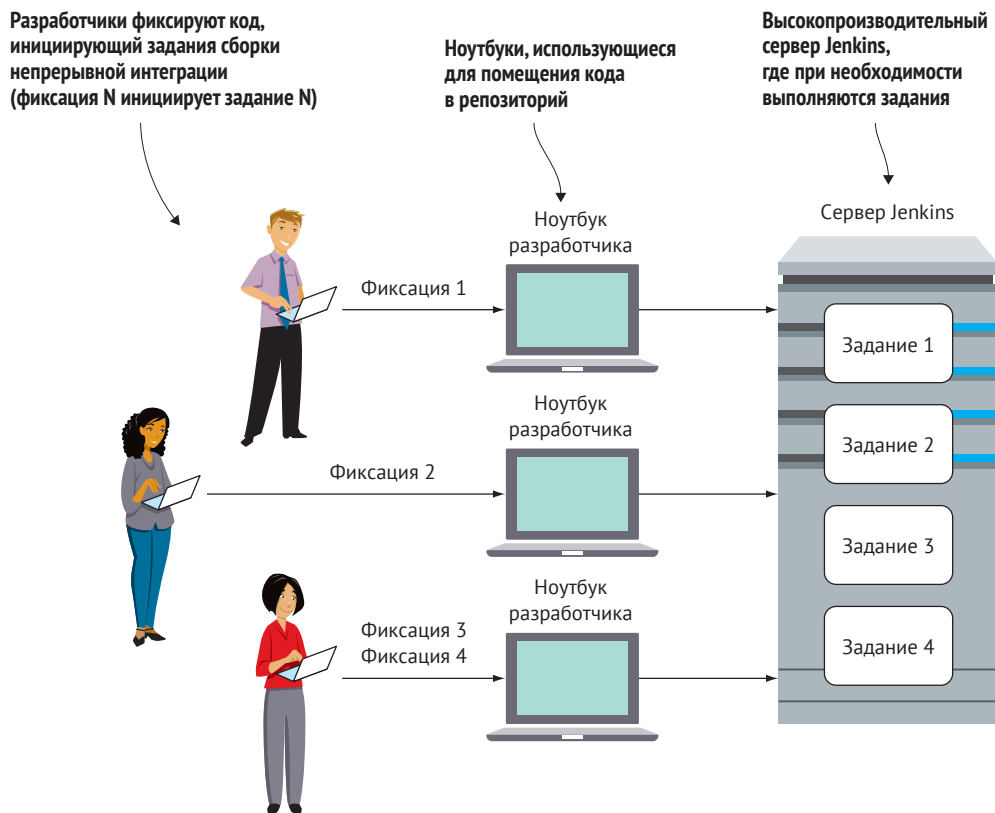 Разработчики фиксируют код,
инициирующий задания сборки
непрерывной интеграции
(фиксация N инициирует задание N)
Ноутбуки, использующиеся
для помещения кода
в репозиторий
Высокопроизводительный
сервер Jenkins,
где при необходимости
выполняются задания
Сервер Jenkins
Ноутбук
разработчика
Фиксация 1
Задание 1
Ноутбук
разработчика
Фиксация 2
Задание 2
Задание 3
Ноутбук
разработчика
Фиксация 3
Фиксация 4
Задание 4